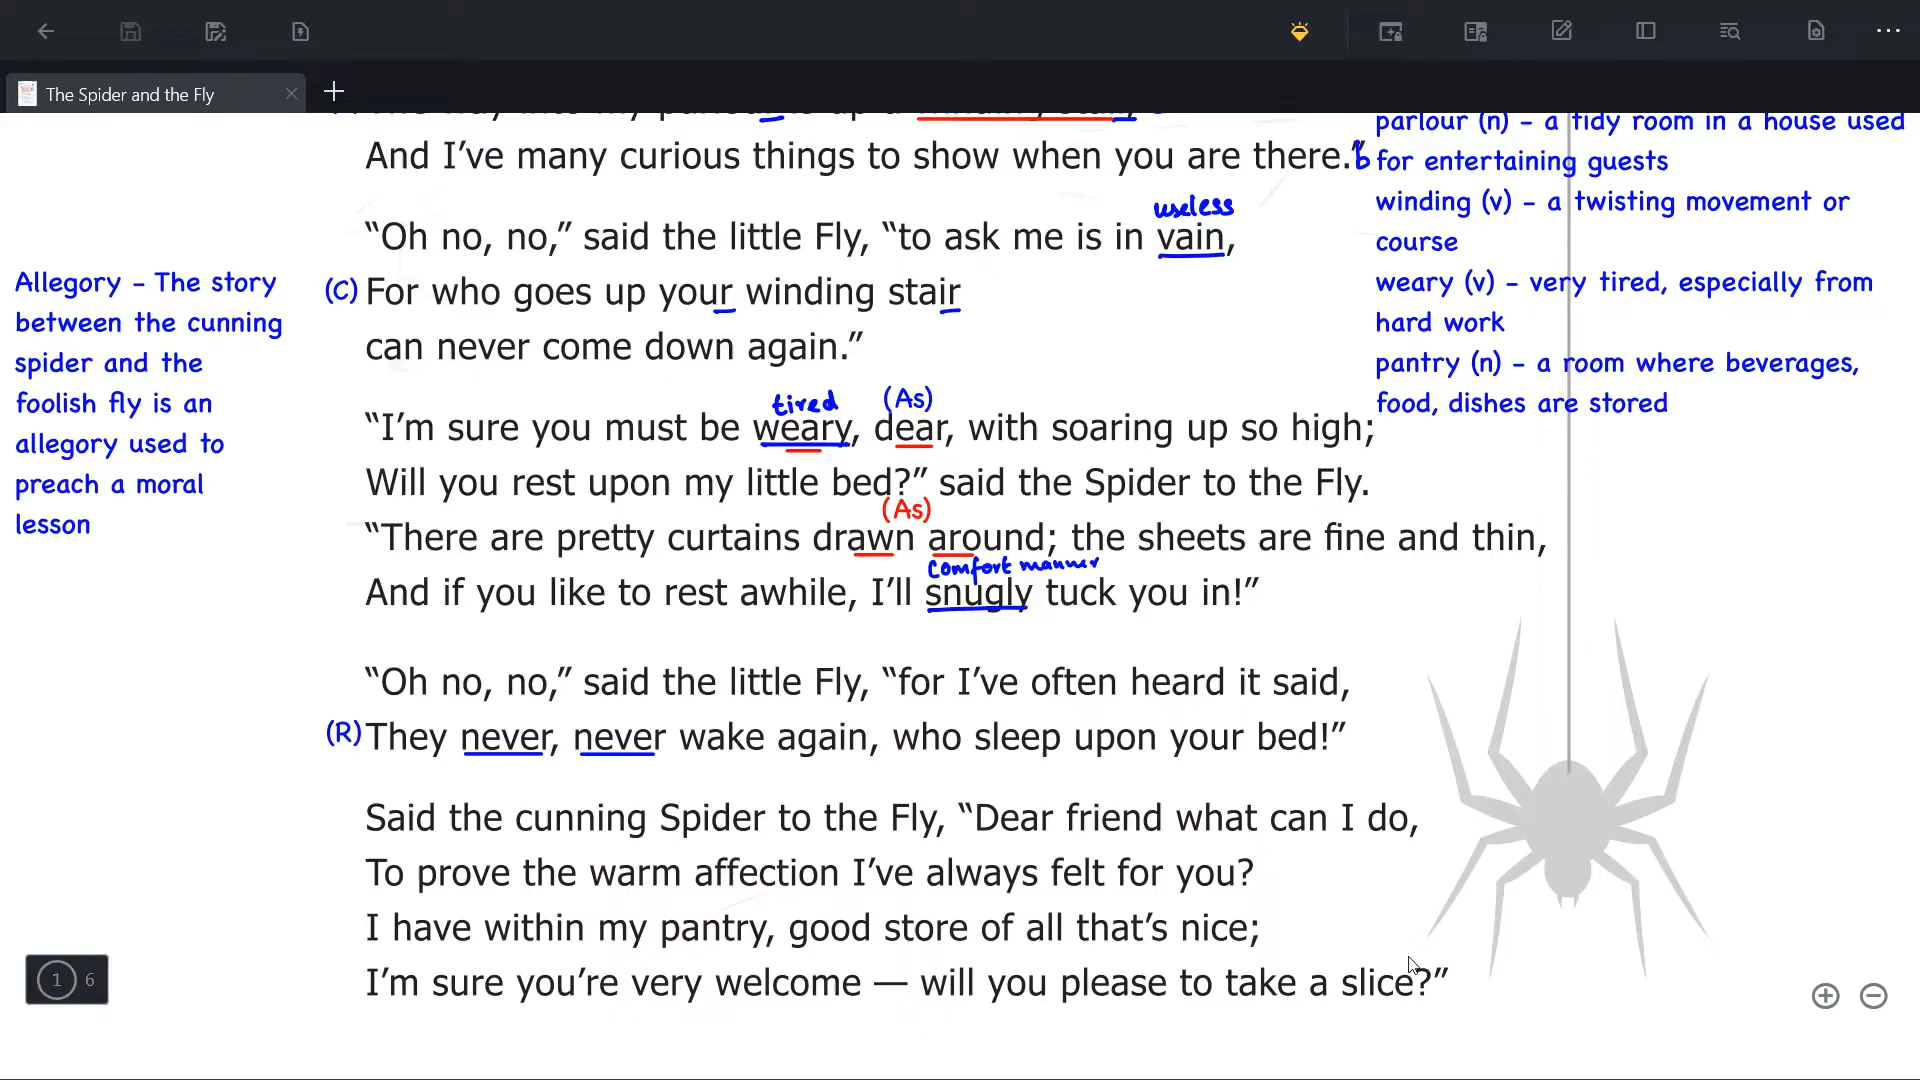 The Spider and the Fly
And I’ve many curious things to show when you are there.” b
useless
“Oh no, no,” said the little Fly, “to ask me is in vain,
(C) For who goes up your winding stair
can never come down again.”
tired (As)
“I’m sure you must be weary, dear, with soaring up so high;
Will you rest upon my little bed?” said the Spider to the Fly.
(As)
“There are pretty curtains drawn around; the sheets are fine and thin,
comfort manner
And if you like to rest awhile, I’ll snugly tuck you in!”
“Oh no, no,” said the little Fly, “for I’ve often heard it said,
(R) They never, never wake again, who sleep upon your bed!”
Said the cunning Spider to the Fly, “Dear friend what can I do,
To prove the warm affection I’ve always felt for you?
I have within my pantry, good store of all that’s nice;
I’m sure you’re very welcome — will you please to take a slice?”
Allegory - The story
between the cunning
spider and the
foolish fly is an
allegory used to
preach a moral
lesson
parlour (n) - a tidy room in a house used
for entertaining guests
winding (v) - a twisting movement or
course
weary (v) - very tired, especially from
hard work
pantry (n) - a room where beverages,
food, dishes are stored
1 6